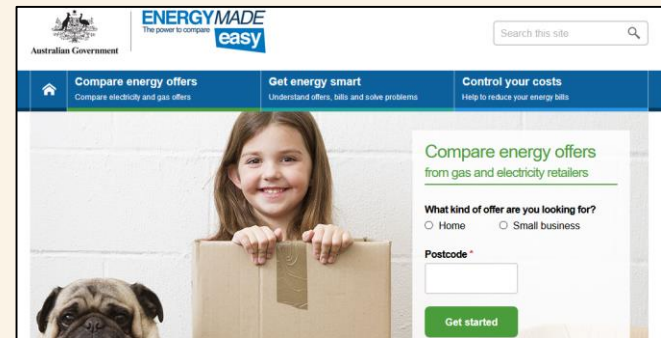 Australian Government
ENERGYMADE
The power to compare
easy
Search this site
Compare energy offers
Compare electricity and gas offers
Get energy smart
Understand offers, bills and solve problems
Control your costs
Help to reduce your energy bills
Compare energy offers
from gas and electricity retailers
What kind of offer are you looking for?
Home
Small business
Postcode *
Get started